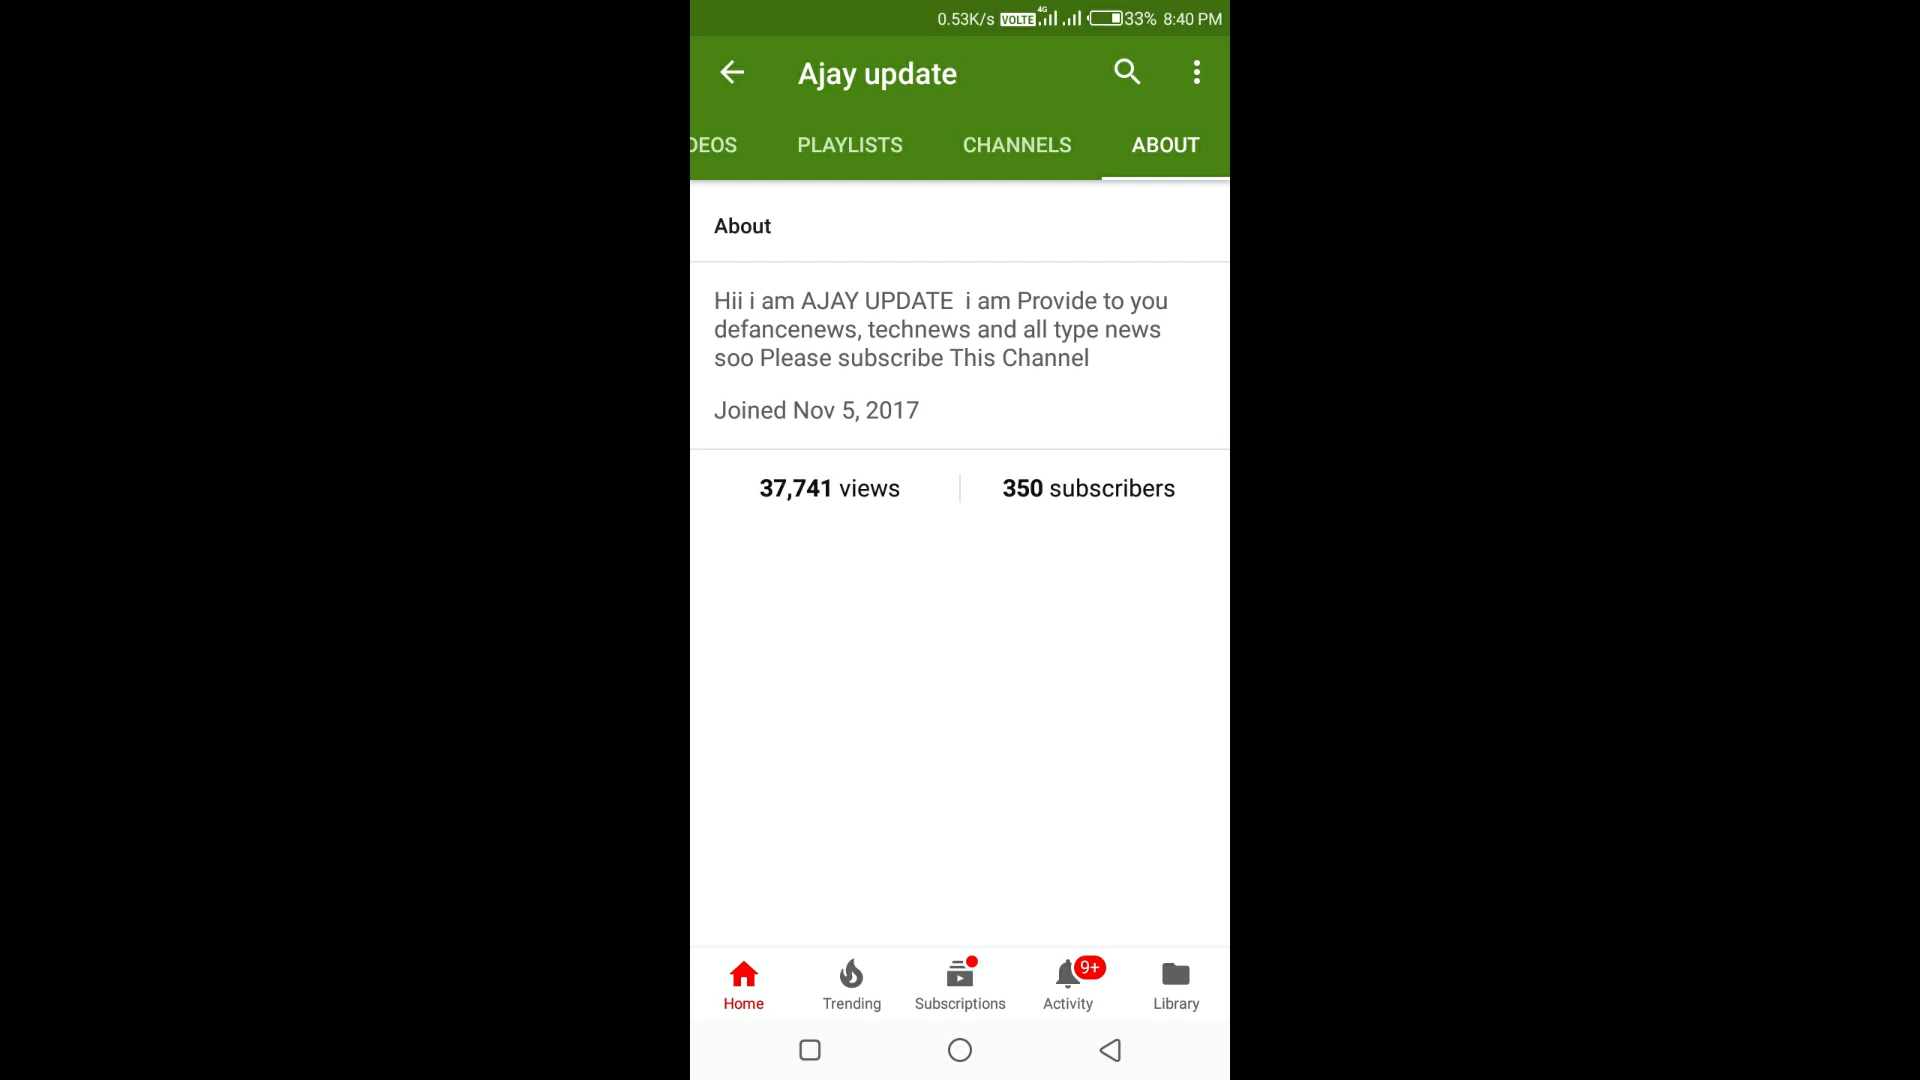 0.53K/s VOLTE 4G 33% 8:40 PM
Ajay update
DEOS PLAYLISTS CHANNELS ABOUT
About
Hii i am AJAY UPDATE  i am Provide to you
defancenews, technews and all type news
soo Please subscribe This Channel
Joined Nov 5, 2017
37,741 views 350 subscribers
9+
Home Trending Subscriptions Activity Library